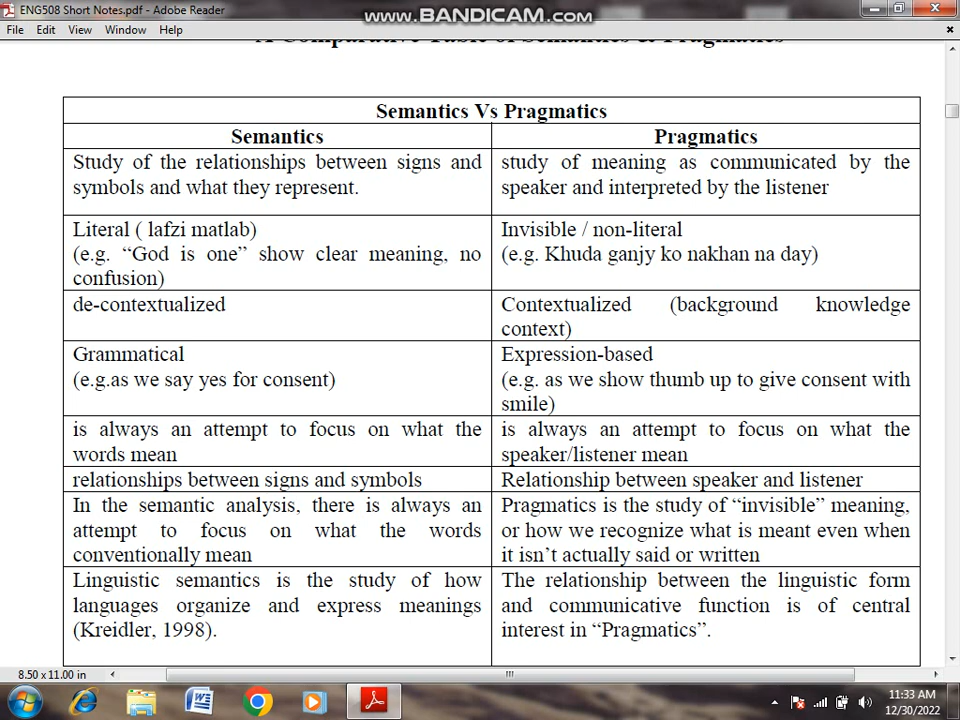 ENG508 Short Notes.pdf - Adobe Reader
www.BANDICAM.com
File Edit View Window Help
A Comparative Table of Semantics & Pragmatics
Semantics Vs Pragmatics
Semantics
Pragmatics
Study of the relationships between signs and
symbols and what they represent.
study of meaning as communicated by the
speaker and interpreted by the listener
Literal ( lafzi matlab)
(e.g. “God is one” show clear meaning, no
confusion)
Invisible / non-literal
(e.g. Khuda ganjy ko nakhan na day)
de-contextualized
Contextualized (background knowledge
context)
Grammatical
(e.g.as we say yes for consent)
Expression-based
(e.g. as we show thumb up to give consent with
smile)
is always an attempt to focus on what the
words mean
is always an attempt to focus on what the
speaker/listener mean
relationships between signs and symbols
Relationship between speaker and listener
In the semantic analysis, there is always an
attempt to focus on what the words
conventionally mean
Pragmatics is the study of “invisible” meaning,
or how we recognize what is meant even when
it isn’t actually said or written
Linguistic semantics is the study of how
languages organize and express meanings
(Kreidler, 1998).
The relationship between the linguistic form
and communicative function is of central
interest in “Pragmatics”.
8.50 x 11.00 in
11:33 AM
12/30/2022